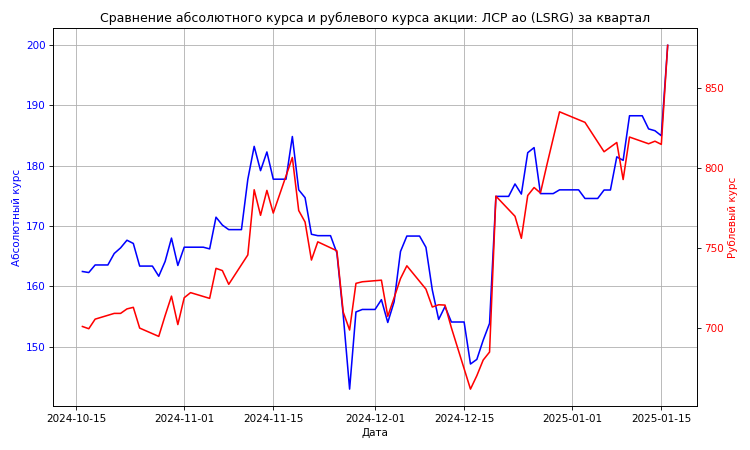 Сравнение абсолютного курса и рублевого курса акции: ЛСР ао (LSRG) за квартал
Абсолютный курс
200
190
180
170
160
150
850
800
750
700
Рублевый курс
2024-10-15 2024-11-01 2024-11-15 2024-12-01 2024-12-15 2025-01-01 2025-01-15
Дата